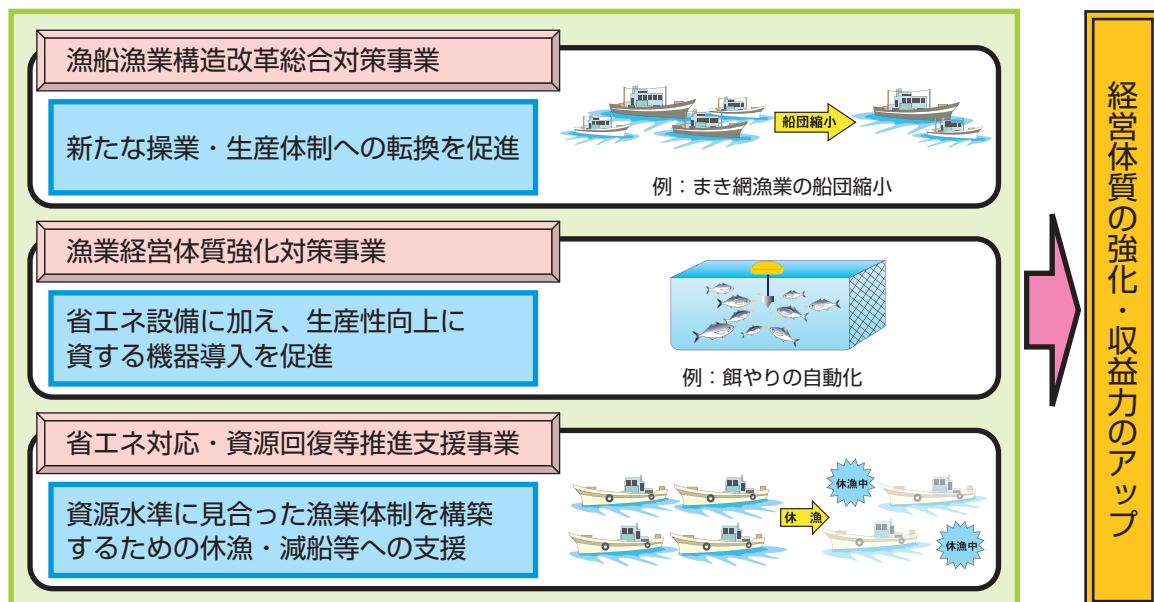 漁船漁業構造改革総合対策事業
新たな操業・生産体制への転換を促進
船団縮小
例：まき網漁業の船団縮小
漁業経営体質強化対策事業
省エネ設備に加え、生産性向上に
資する機器導入を促進
例：餌やりの自動化
省エネ対応・資源回復等推進支援事業
資源水準に見合った漁業体制を構築
するための休漁・減船等への支援
休漁
休漁中
休漁中
経営体質の強化・収益力のアップ